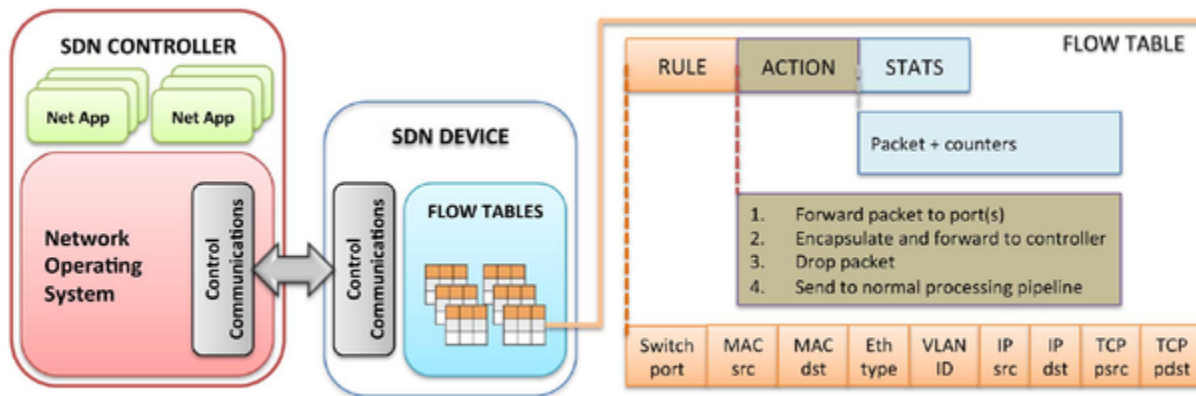 SDN CONTROLLER
Net App
Net App
Network
Operating
System
Control
Communications
SDN DEVICE
Control
Communications
FLOW TABLES
FLOW TABLE
RULE
ACTION
STATS
Packet + counters
1. Forward packet to port(s)
2. Encapsulate and forward to controller
3. Drop packet
4. Send to normal processing pipeline
Switch
port
MAC
src
MAC
dst
Eth
type
VLAN
ID
IP
src
IP
dst
TCP
psrc
TCP
pdst